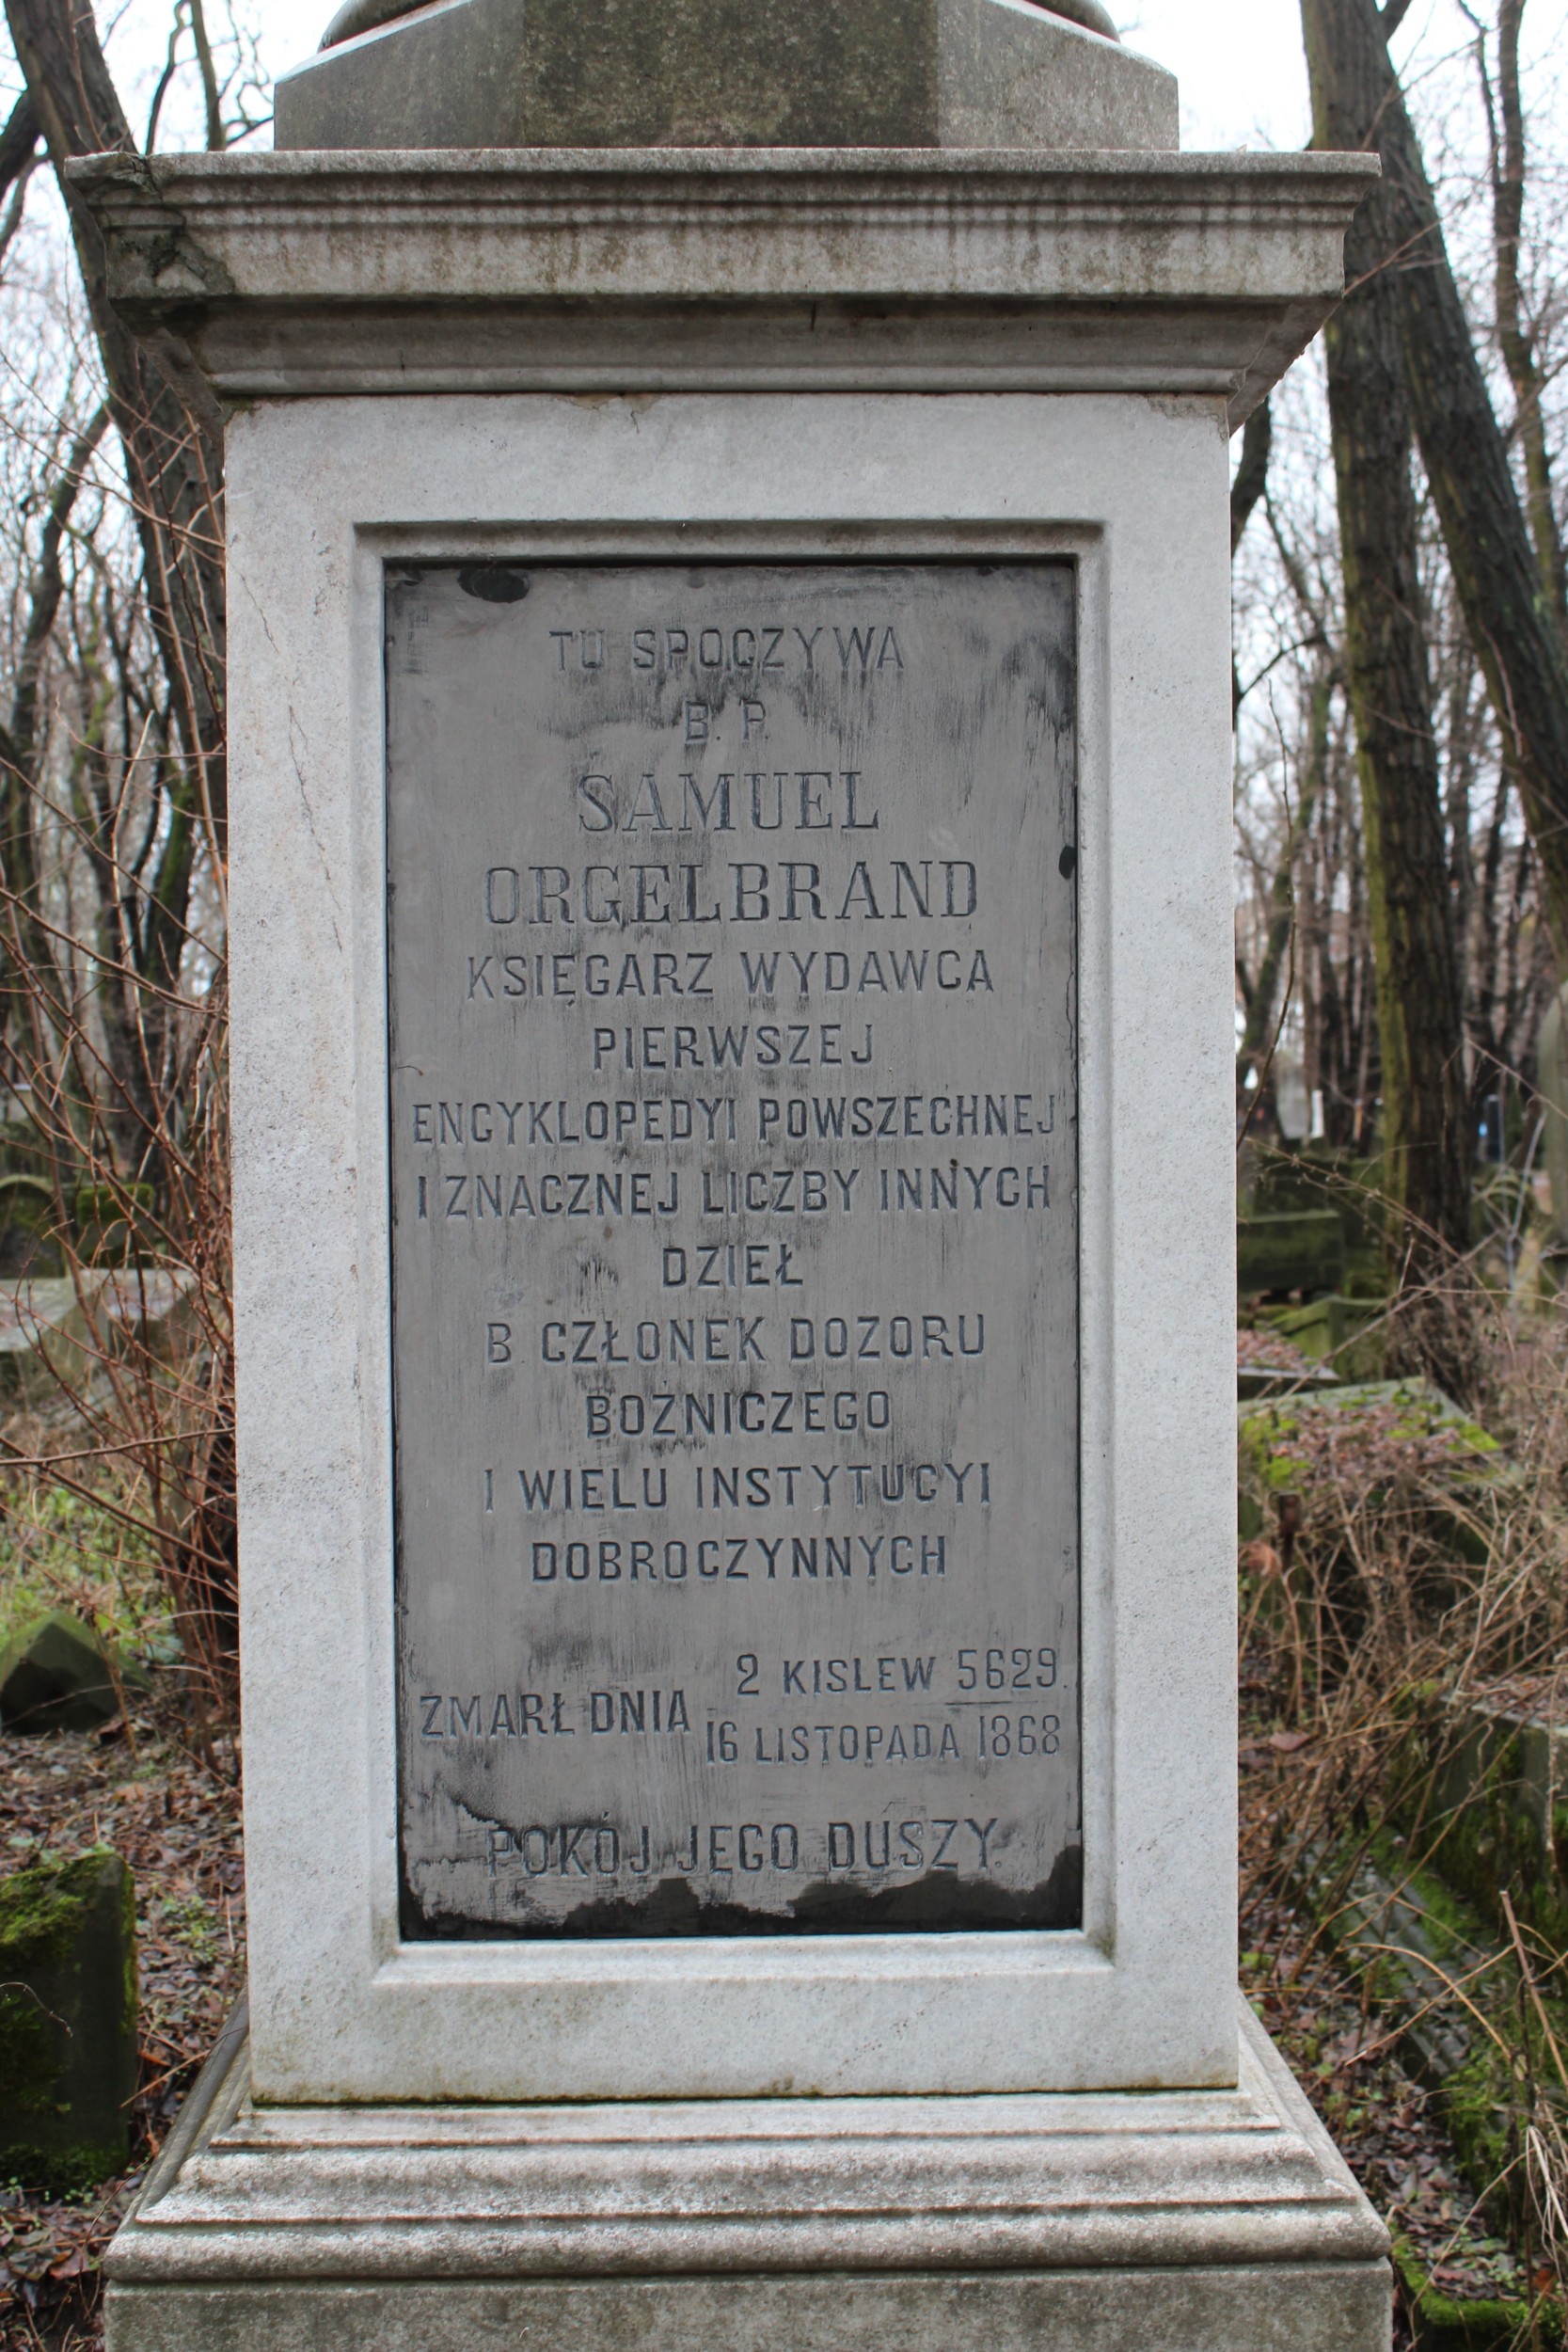 TU SPOCZYWA
B. P.
SAMUEL
ORGELBRAND
KSIĘGARZ WYDAWCA
PIERWSZEJ
ENCYKLOPEDYI POWSZECHNEJ
I ZNACZNEJ LICZBY INNYCH
DZIEŁ
B. CZŁONEK DOZORU
BOŻNICZEGO
I WIELU INSTYTUCYI
DOBROCZYNNYCH
2 KISLEW 5629.
ZMARŁ DNIA
16 LISTOPADA 1868
POKÓJ JEGO DUSZY.